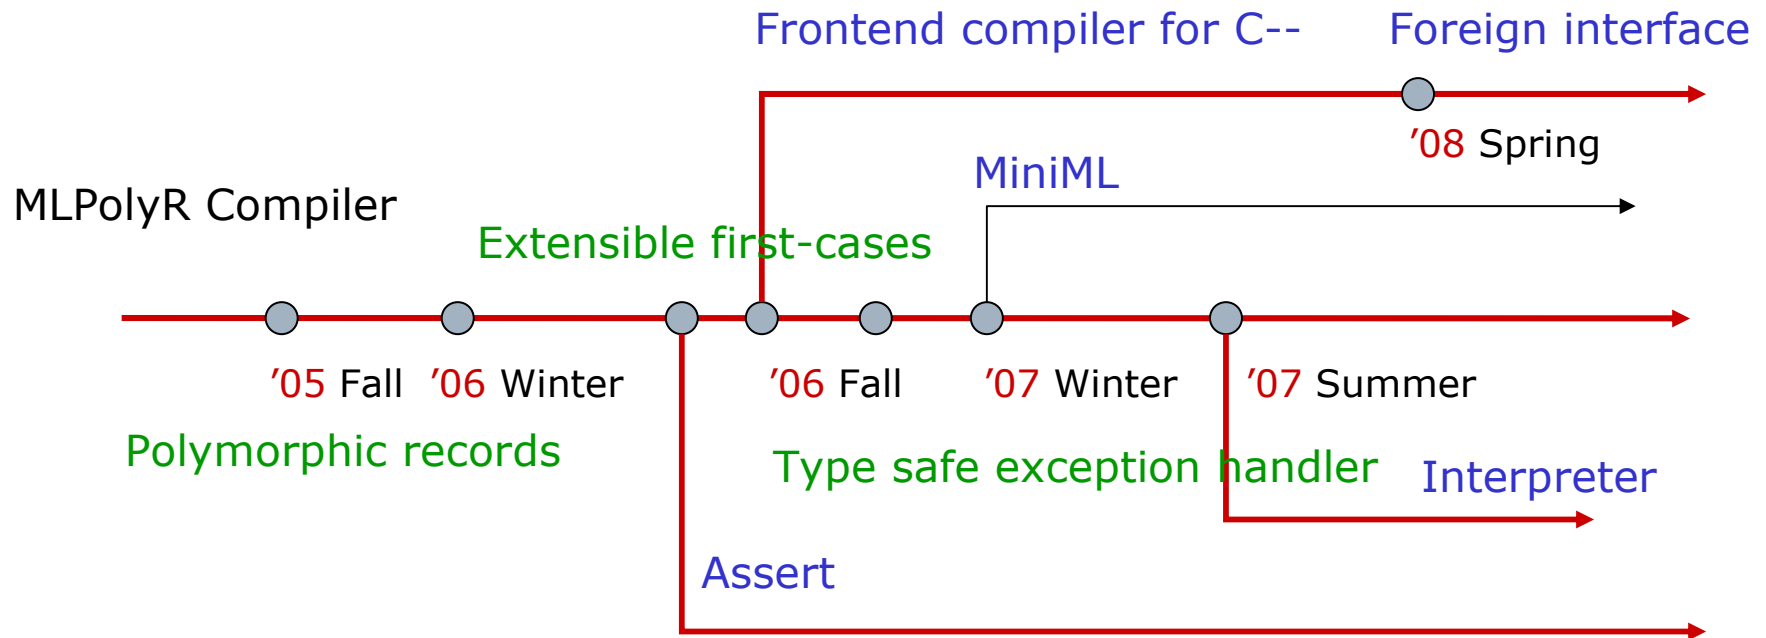 Frontend compiler for C-- Foreign interface
’08 Spring
MiniML
MLPolyR Compiler
Extensible first-cases
’05 Fall ’06 Winter ’06 Fall ’07 Winter ’07 Summer
Polymorphic records
Type safe exception handler
Interpreter
Assert